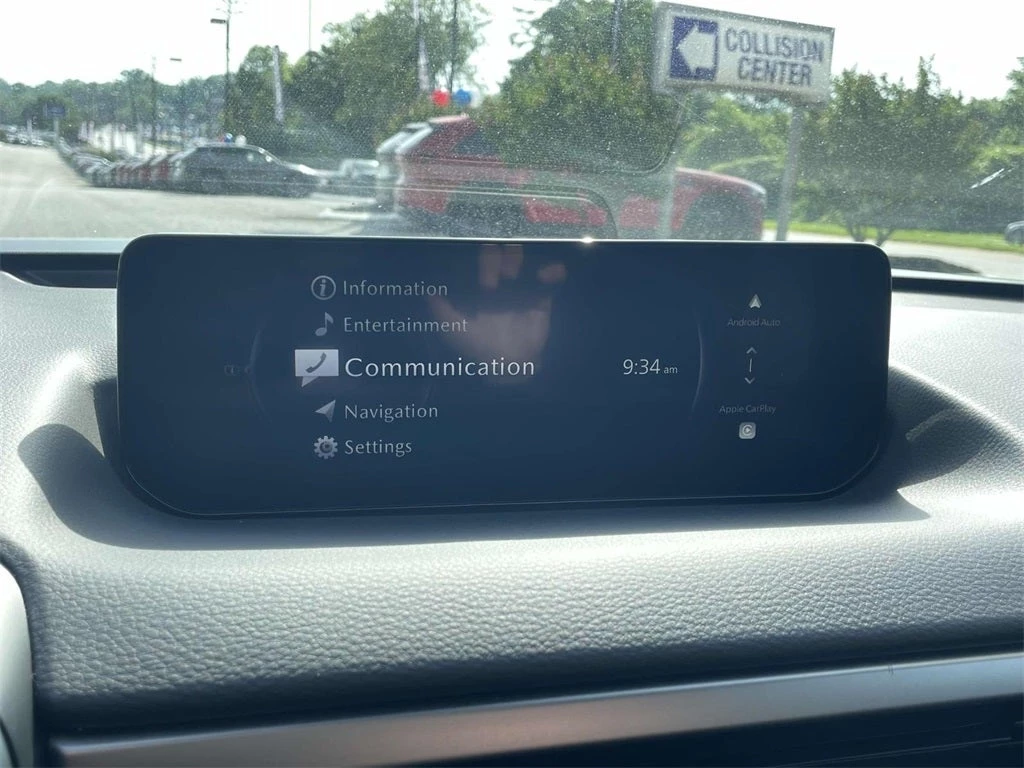 COLLISION
CENTER
Information
Entertainment
Communication
Navigation
Settings
9:34 am
Android Auto
Apple CarPlay